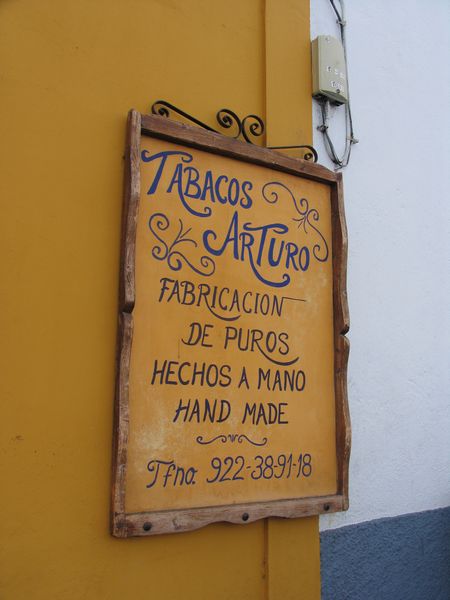 TABACOS
ARTURO
FABRICACION
DE PUROS
HECHOS A MANO
HAND MADE
Tfno: 922-38-91-18